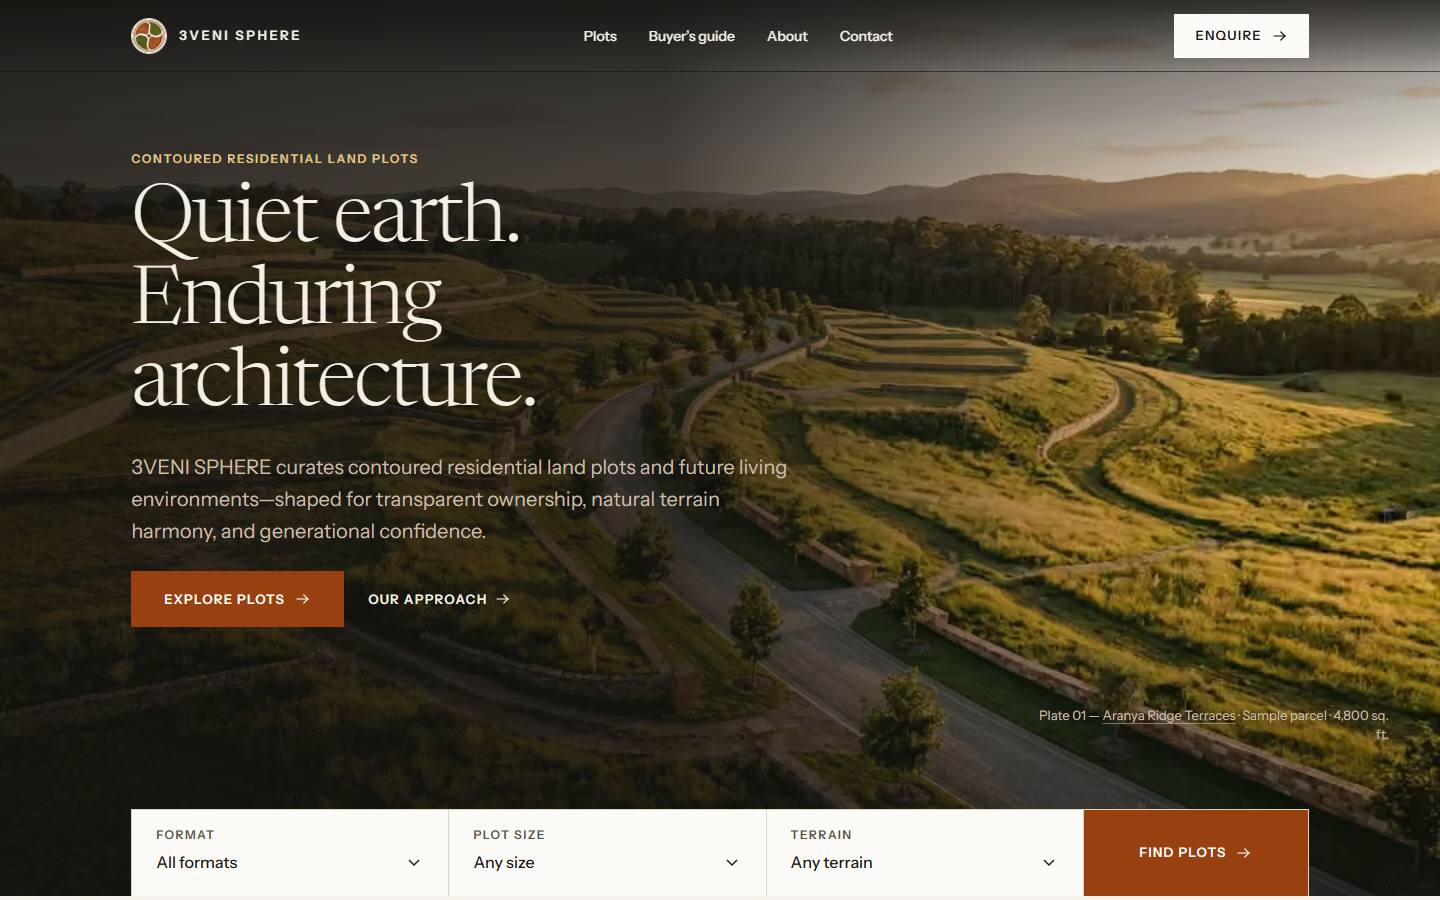 3VENI SPHERE
Plots
Buyer's guide
About
Contact
ENQUIRE
CONTOURED RESIDENTIAL LAND PLOTS
Quiet earth.
Enduring
architecture.
3VENI SPHERE curates contoured residential land plots and future living
environments—shaped for transparent ownership, natural terrain
harmony, and generational confidence.
EXPLORE PLOTS
OUR APPROACH
Plate 01 — Aranya Ridge Terraces · Sample parcel · 4,800 sq.
ft.
FORMAT
All formats
PLOT SIZE
Any size
TERRAIN
Any terrain
FIND PLOTS